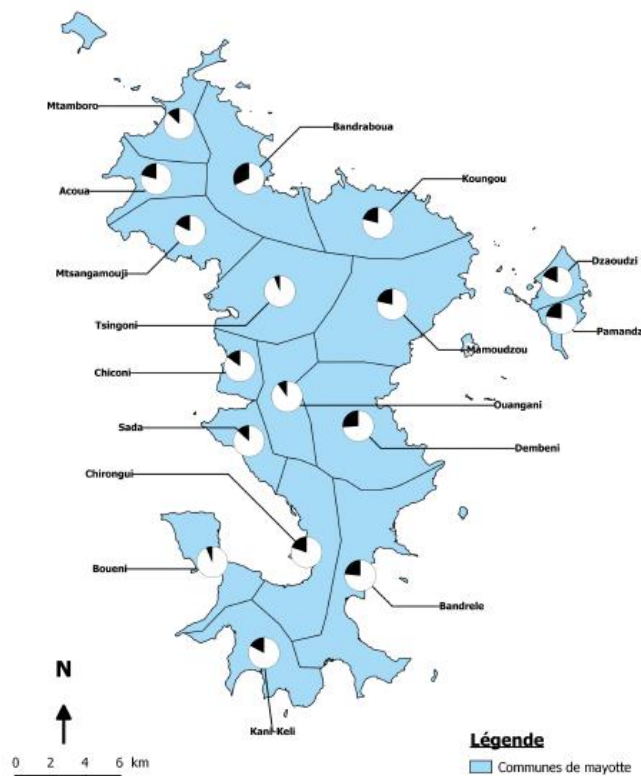 Mtamboro
Bandraboua
Koungou
Acoua
Dzaoudzi
Mtsangamouji
Tsingoni
Pamandz
Mamoudzou
Chiconi
Ouangani
Sada
Dembeni
Chirongui
Boueni
Bandrele
N
Kani-Keli
Légende
0 2 4 6 km
Communes de mayotte